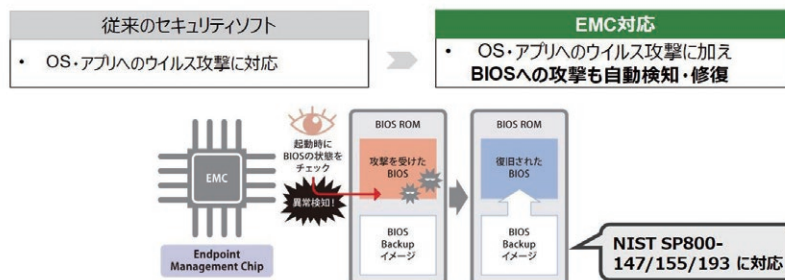 従来のセキュリティソフト
• OS・アプリへのウイルス攻撃に対応
EMC対応
• OS・アプリへのウイルス攻撃に加え
BIOSへの攻撃も自動検知・修復
EMC
Endpoint
Management Chip
起動時に
BIOSの状態を
チェック
異常検知!
BIOS ROM
攻撃を受けた
BIOS
BIOS
Backup
イメージ
BIOS ROM
復旧された
BIOS
BIOS
Backup
イメージ
NIST SP800-
147/155/193 に対応